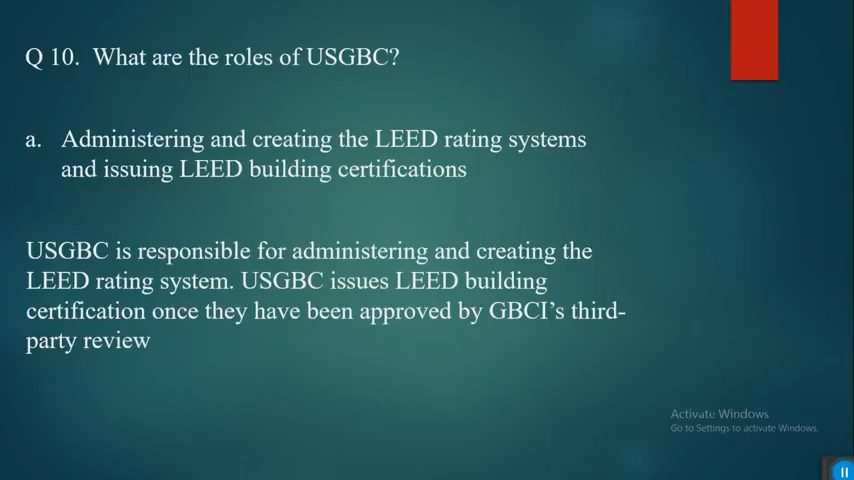 Q 10. What are the roles of USGBC?
a. Administering and creating the LEED rating systems
and issuing LEED building certifications
USGBC is responsible for administering and creating the
LEED rating system. USGBC issues LEED building
certification once they have been approved by GBCI’s third-
party review
Activate Windows
Go to Settings to activate Windows.